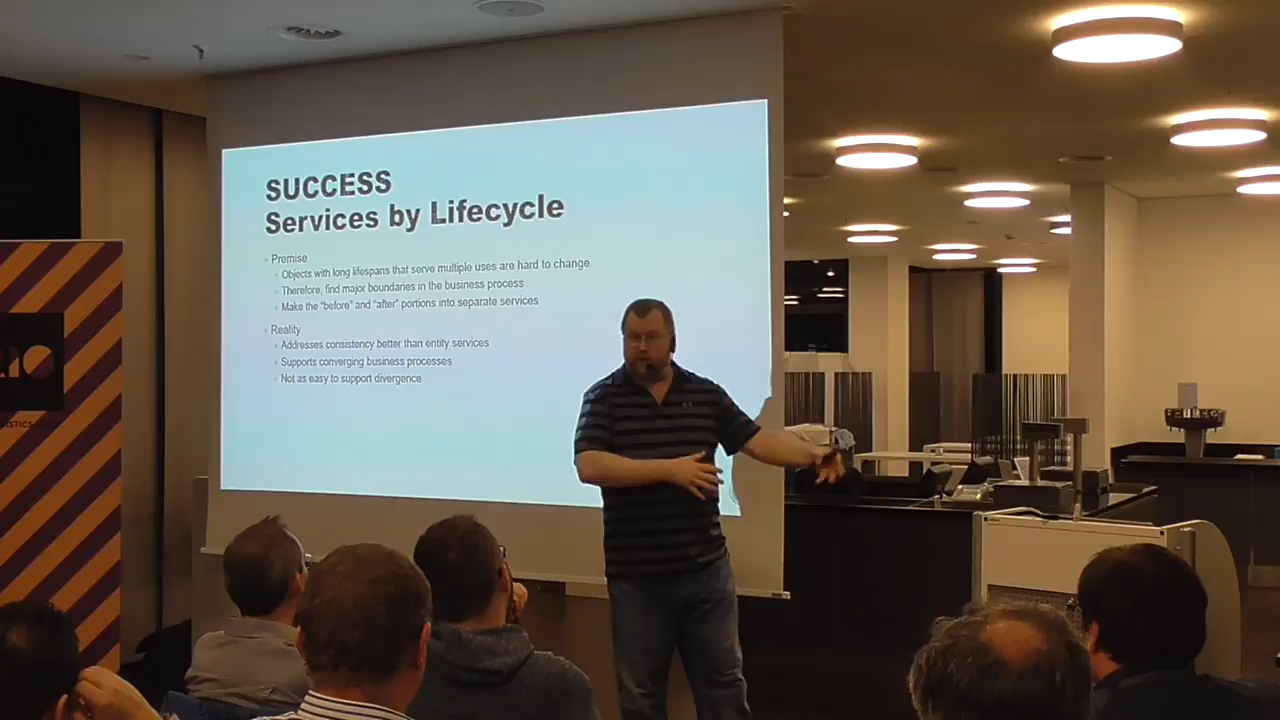 SUCCESS
Services by Lifecycle
Premise
Objects with long lifespans that serve multiple uses are hard to change
Therefore, find major boundaries in the business process
Make the "before" and "after" portions into separate services
Reality
Addresses consistency better than entity services
Supports converging business processes
Not as easy to support divergence